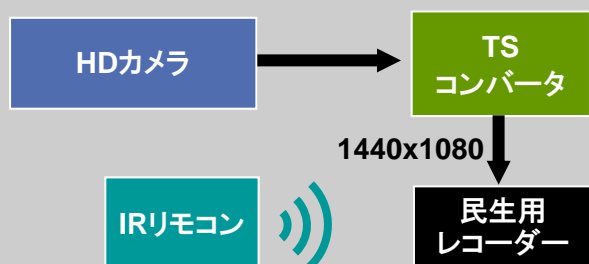 HDカメラ
TS
コンバータ
1440x1080
IRリモコン
民生用
レコーダー